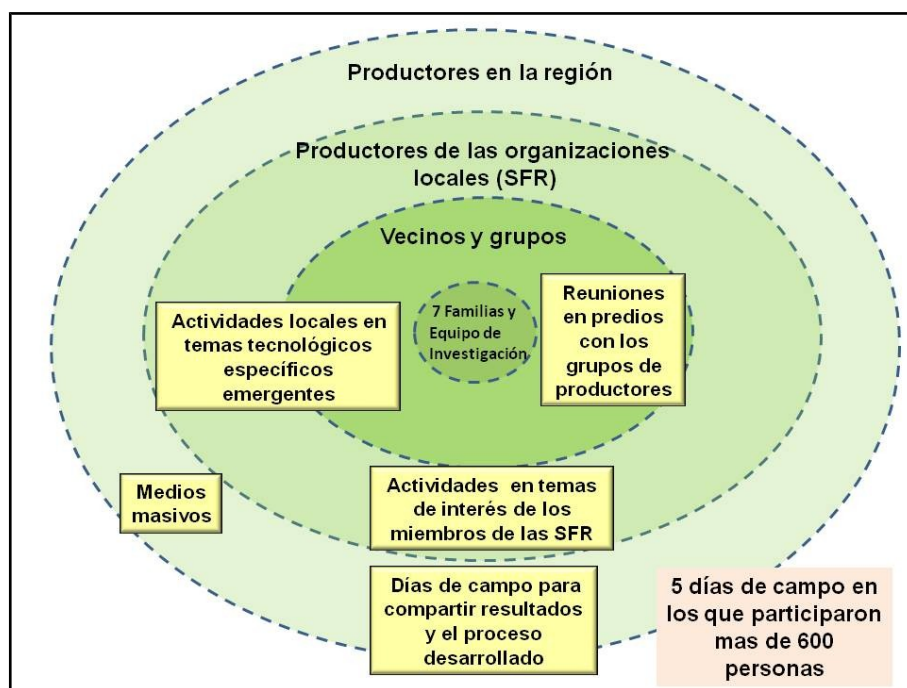 Productores en la región
Productores de las organizaciones
locales (SFR)
Vecinos y grupos
7 Familias y
Equipo de
Investigación
Reuniones
en predios
con los
grupos de
productores
Actividades locales en
temas tecnológicos
específicos
emergentes
Medios
masivos
Actividades en temas
de interés de los
miembros de las SFR
Días de campo para
compartir resultados
y el proceso
desarrollado
5 días de campo en
los que participaron
mas de 600
personas